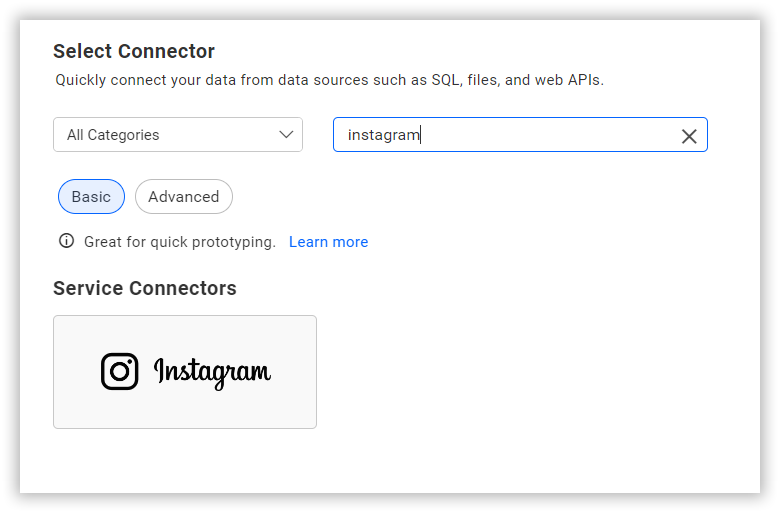 Select Connector
Quickly connect your data from data sources such as SQL, files, and web APIs.
All Categories
instagram
Basic
Advanced
Great for quick prototyping. Learn more
Service Connectors
Instagram